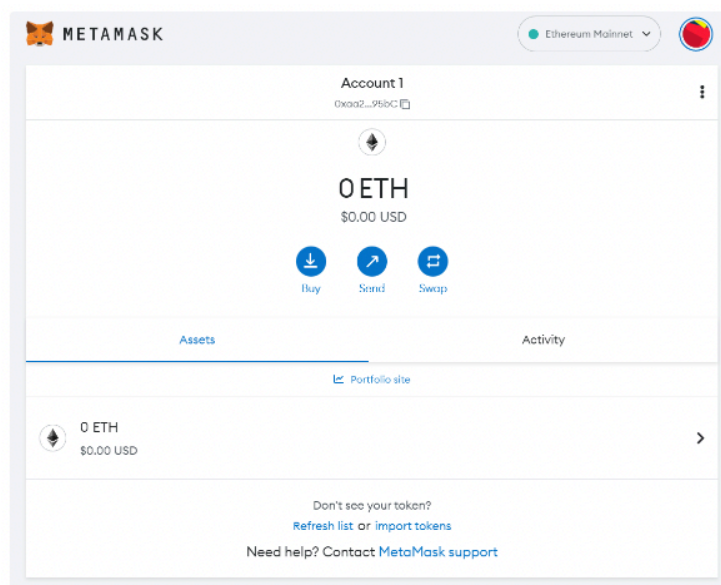 METAMASK
Ethereum Mainnet
Account 1
0xaa2...95bC
0 ETH
$0.00 USD
Buy Send Swap
Assets Activity
Portfolio site
0 ETH
$0.00 USD
Don't see your token?
Refresh list or import tokens
Need help? Contact MetaMask support